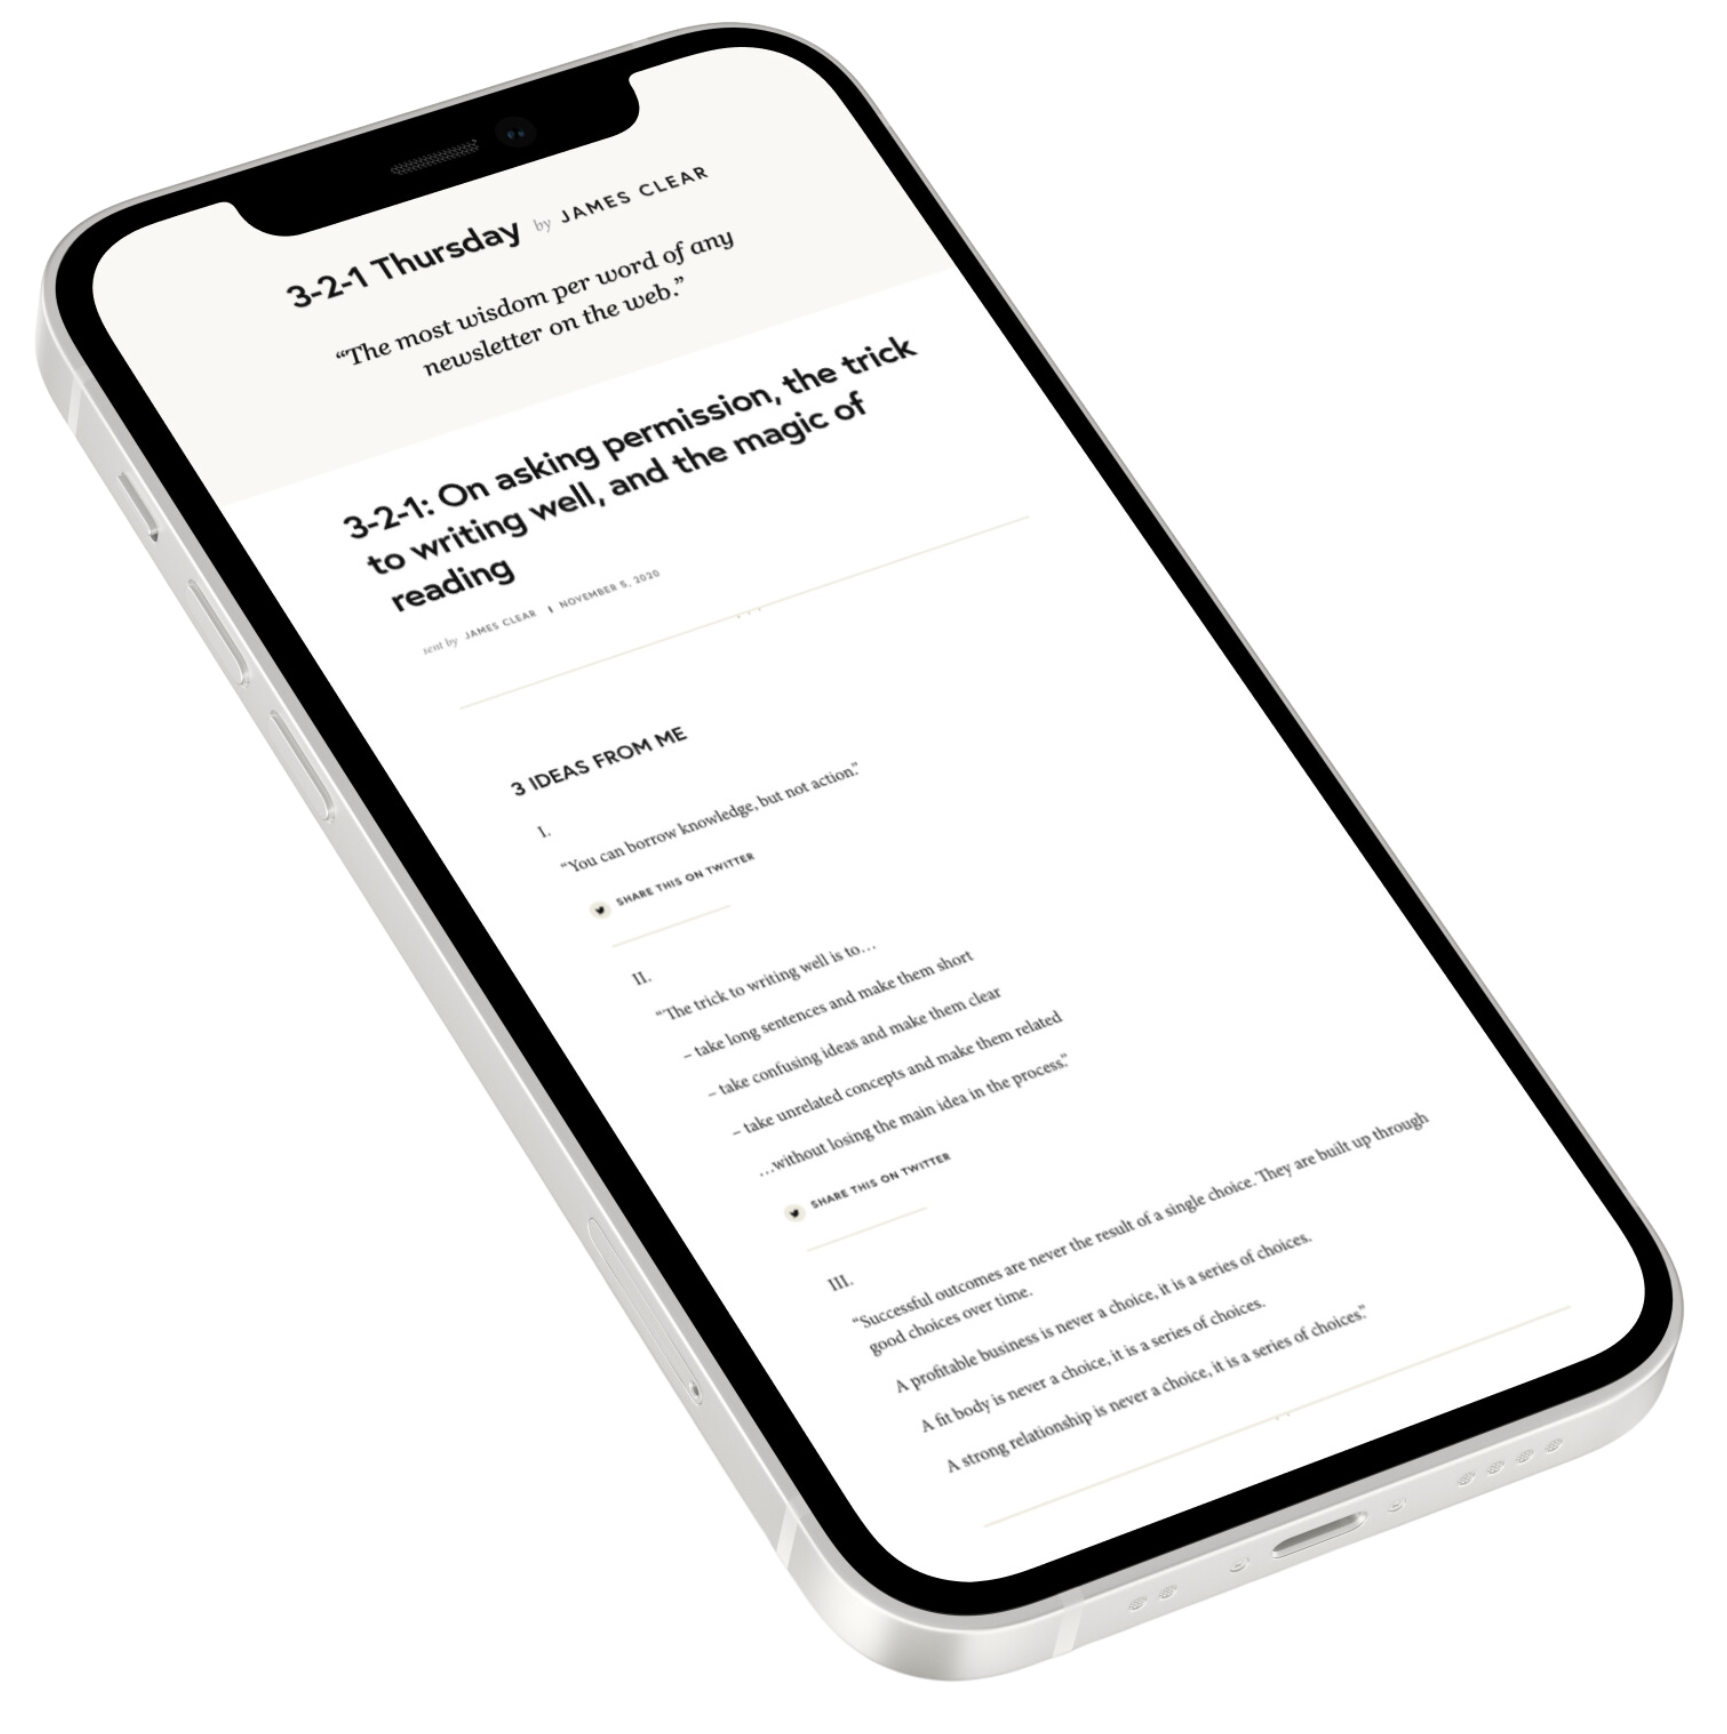 3-2-1 Thursday by JAMES CLEAR
“The most wisdom per word of any
newsletter on the web.”
3-2-1: On asking permission, the trick
to writing well, and the magic of
reading
sent by JAMES CLEAR | NOVEMBER 5, 2020
3 IDEAS FROM ME
I.
“You can borrow knowledge, but not action.”
SHARE THIS ON TWITTER
II.
“The trick to writing well is to…
– take long sentences and make them short
– take confusing ideas and make them clear
– take unrelated concepts and make them related
…without losing the main idea in the process.”
SHARE THIS ON TWITTER
III.
“Successful outcomes are never the result of a single choice. They are built up through
good choices over time.
A profitable business is never a choice, it is a series of choices.
A fit body is never a choice, it is a series of choices.
A strong relationship is never a choice, it is a series of choices.”